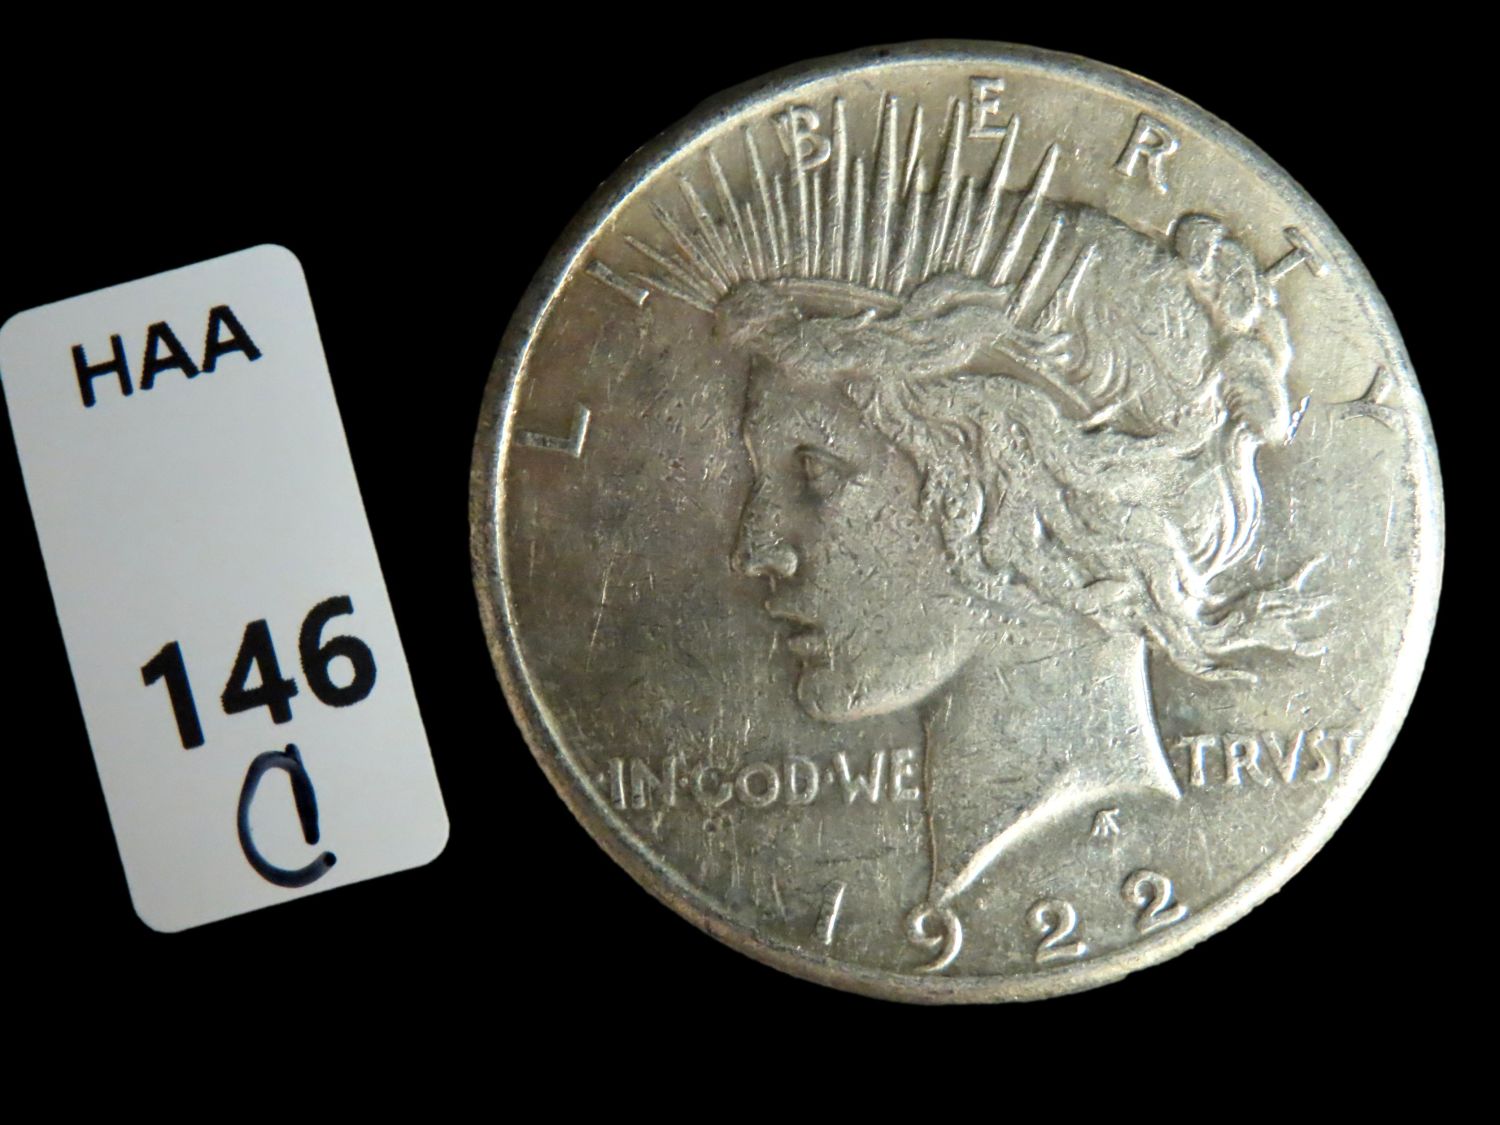 HAA
146
C
LIBERTY
·IN·GOD·WE TRVST
1922